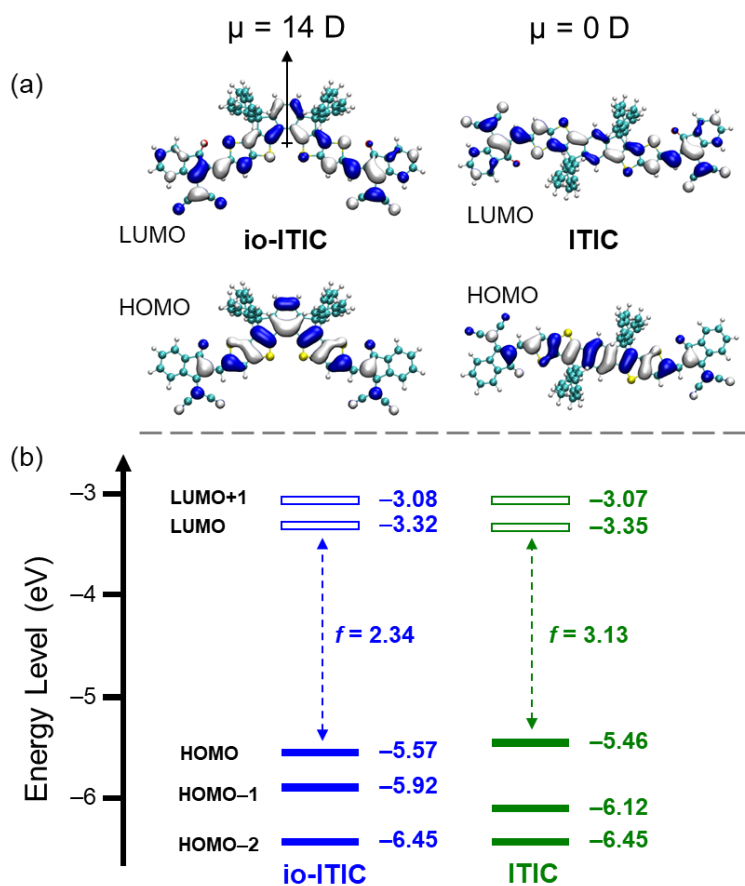 μ = 14 D μ = 0 D
(a)
LUMO LUMO
io-ITIC ITIC
HOMO HOMO
(b)
Energy Level (eV)
–3
–4
–5
–6
LUMO+1 –3.08 –3.07
LUMO –3.32 –3.35
f = 2.34 f = 3.13
HOMO –5.57 –5.46
HOMO–1 –5.92 –6.12
HOMO–2 –6.45 –6.45
io-ITIC ITIC